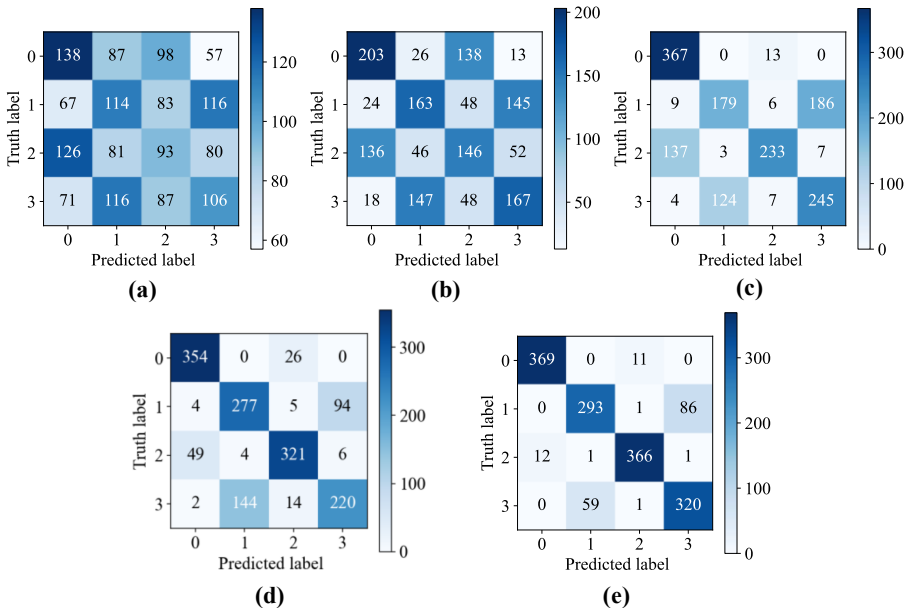 0 138 87 98 57
1 67 114 83 116
2 126 81 93 80
3 71 116 87 106
0 1 2 3
Truth label
Predicted label
120
100
80
60
(a)
0 203 26 138 13
1 24 163 48 145
2 136 46 146 52
3 18 147 48 167
0 1 2 3
Truth label
Predicted label
200
150
100
50
(b)
0 367 0 13 0
1 9 179 6 186
2 137 3 233 7
3 4 124 7 245
0 1 2 3
Truth label
Predicted label
300
200
100
0
(c)
0 354 0 26 0
1 4 277 5 94
2 49 4 321 6
3 2 144 14 220
0 1 2 3
Truth label
Predicted label
300
200
100
0
(d)
0 369 0 11 0
1 0 293 1 86
2 12 1 366 1
3 0 59 1 320
0 1 2 3
Truth label
Predicted label
300
200
100
0
(e)